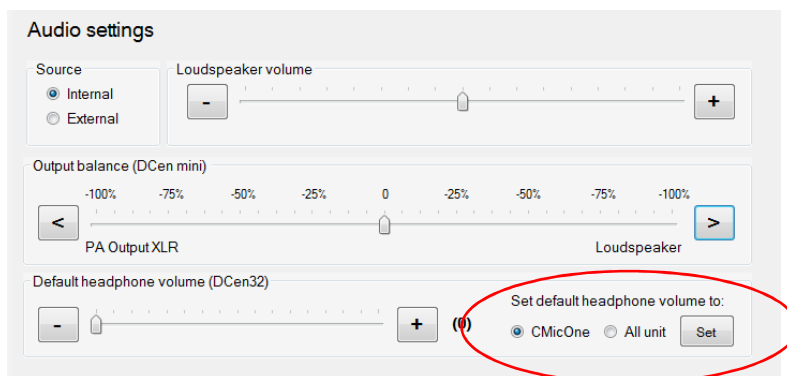 Audio settings
Source
Internal
External
Loudspeaker volume
-
+
Output balance (DCen mini)
-100% -75% -50% -25% 0 -25% -50% -75% -100%
< >
PA Output XLR Loudspeaker
Default headphone volume (DCen32)
- + (0)
Set default headphone volume to:
CMicOne All unit Set